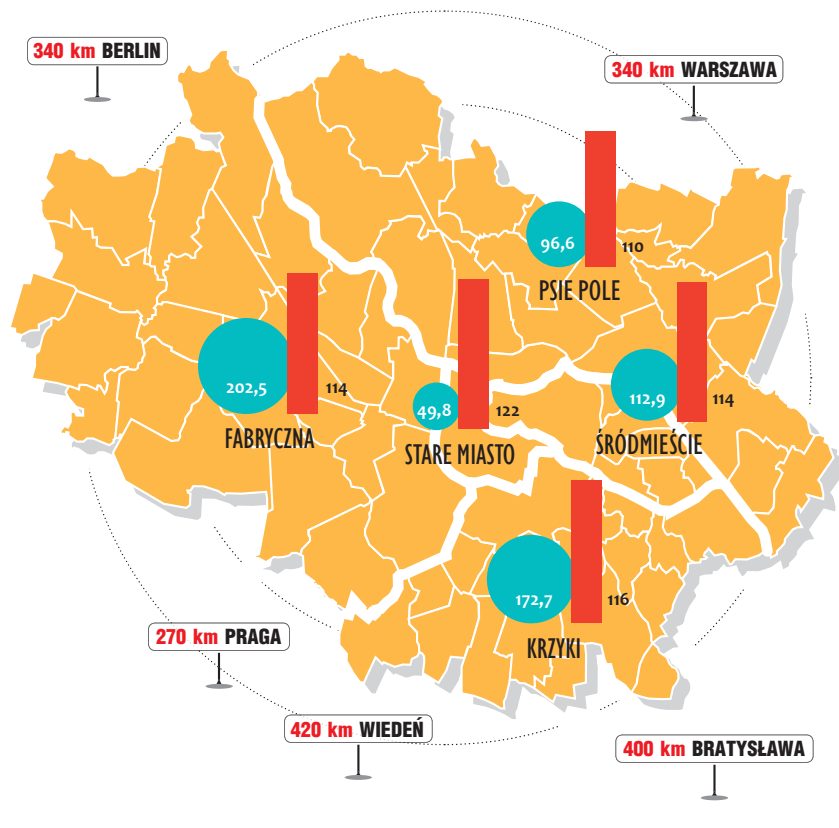 340 km BERLIN
340 km WARSZAWA
96,6
110
PSIE POLE
202,5
114
FABRYCZNA
49,8
122
STARE MIASTO
112,9
114
ŚRÓDMIEŚCIE
172,7
116
KRZYKI
270 km PRAGA
420 km WIEDEŃ
400 km BRATYSŁAWA